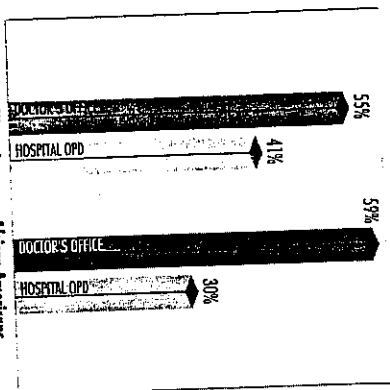 55%
DOCTOR'S OFFICE
41%
HOSPITAL OPD
59%
DOCTOR'S OFFICE
30%
HOSPITAL OPD